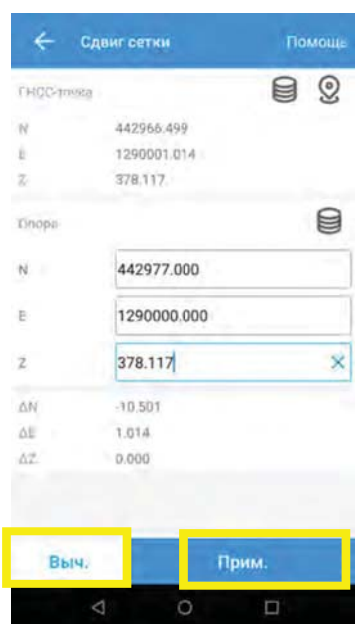 Сдвиг сетки Помощь
ГНСС-точка
N 442966.499
E 1290001.014
Z 378.117
Опора
N 442977.000
E 1290000.000
Z 378.117
ΔN -10.501
ΔE 1.014
ΔZ 0.000
Выч. Прим.